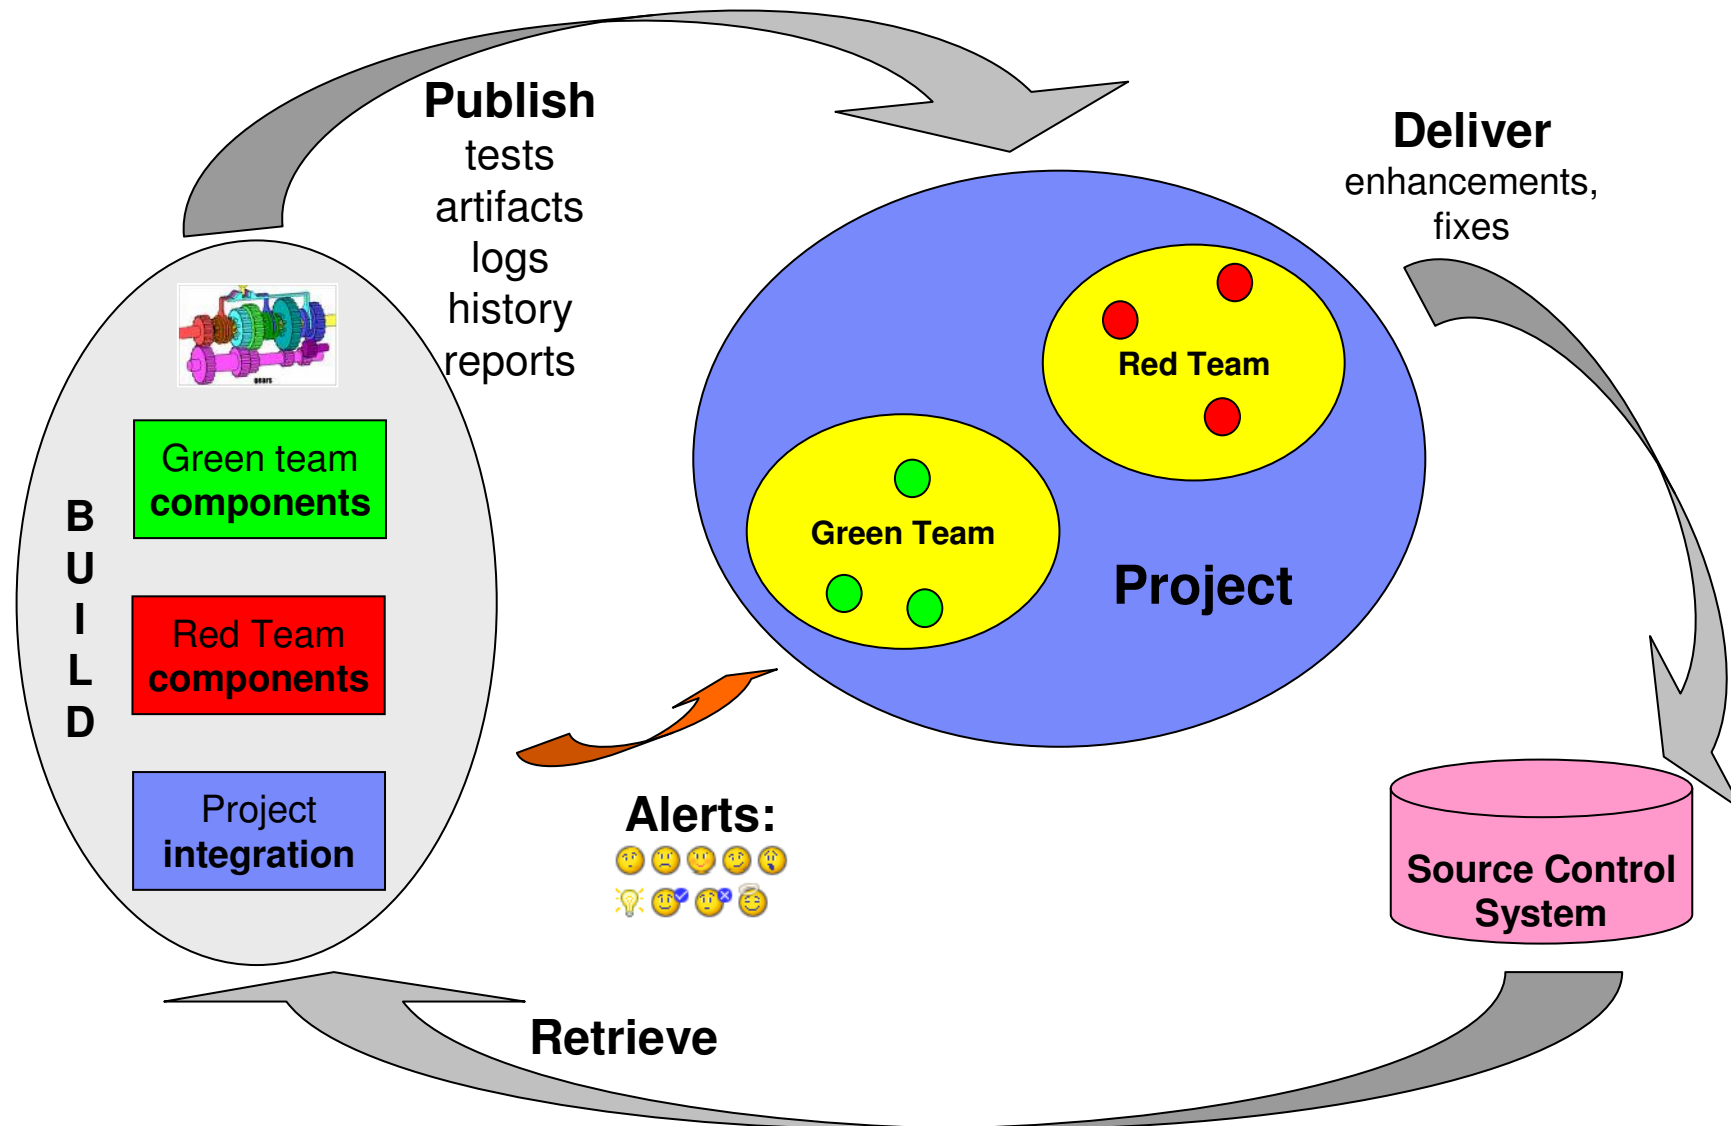 Publish
tests
artifacts
logs
history
reports
Deliver
enhancements,
fixes
gears
B
U
I
L
D
Green team
components
Red Team
components
Project
integration
Red Team
Green Team
Project
Alerts:
Source Control
System
Retrieve